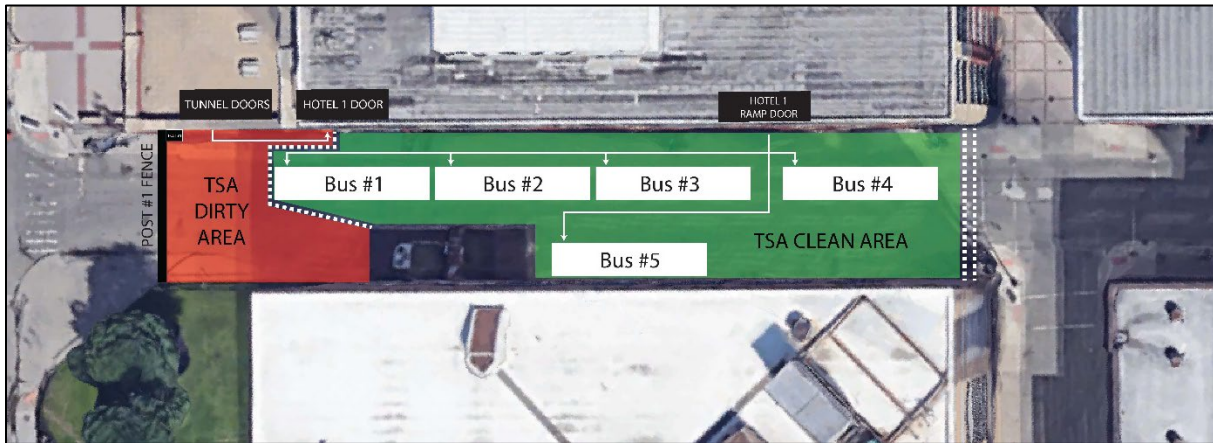 TUNNEL DOORS
HOTEL 1 DOOR
HOTEL 1
RAMP DOOR
POST #1 FENCE
TSA
DIRTY
AREA
Bus #1
Bus #2
Bus #3
Bus #4
Bus #5
TSA CLEAN AREA